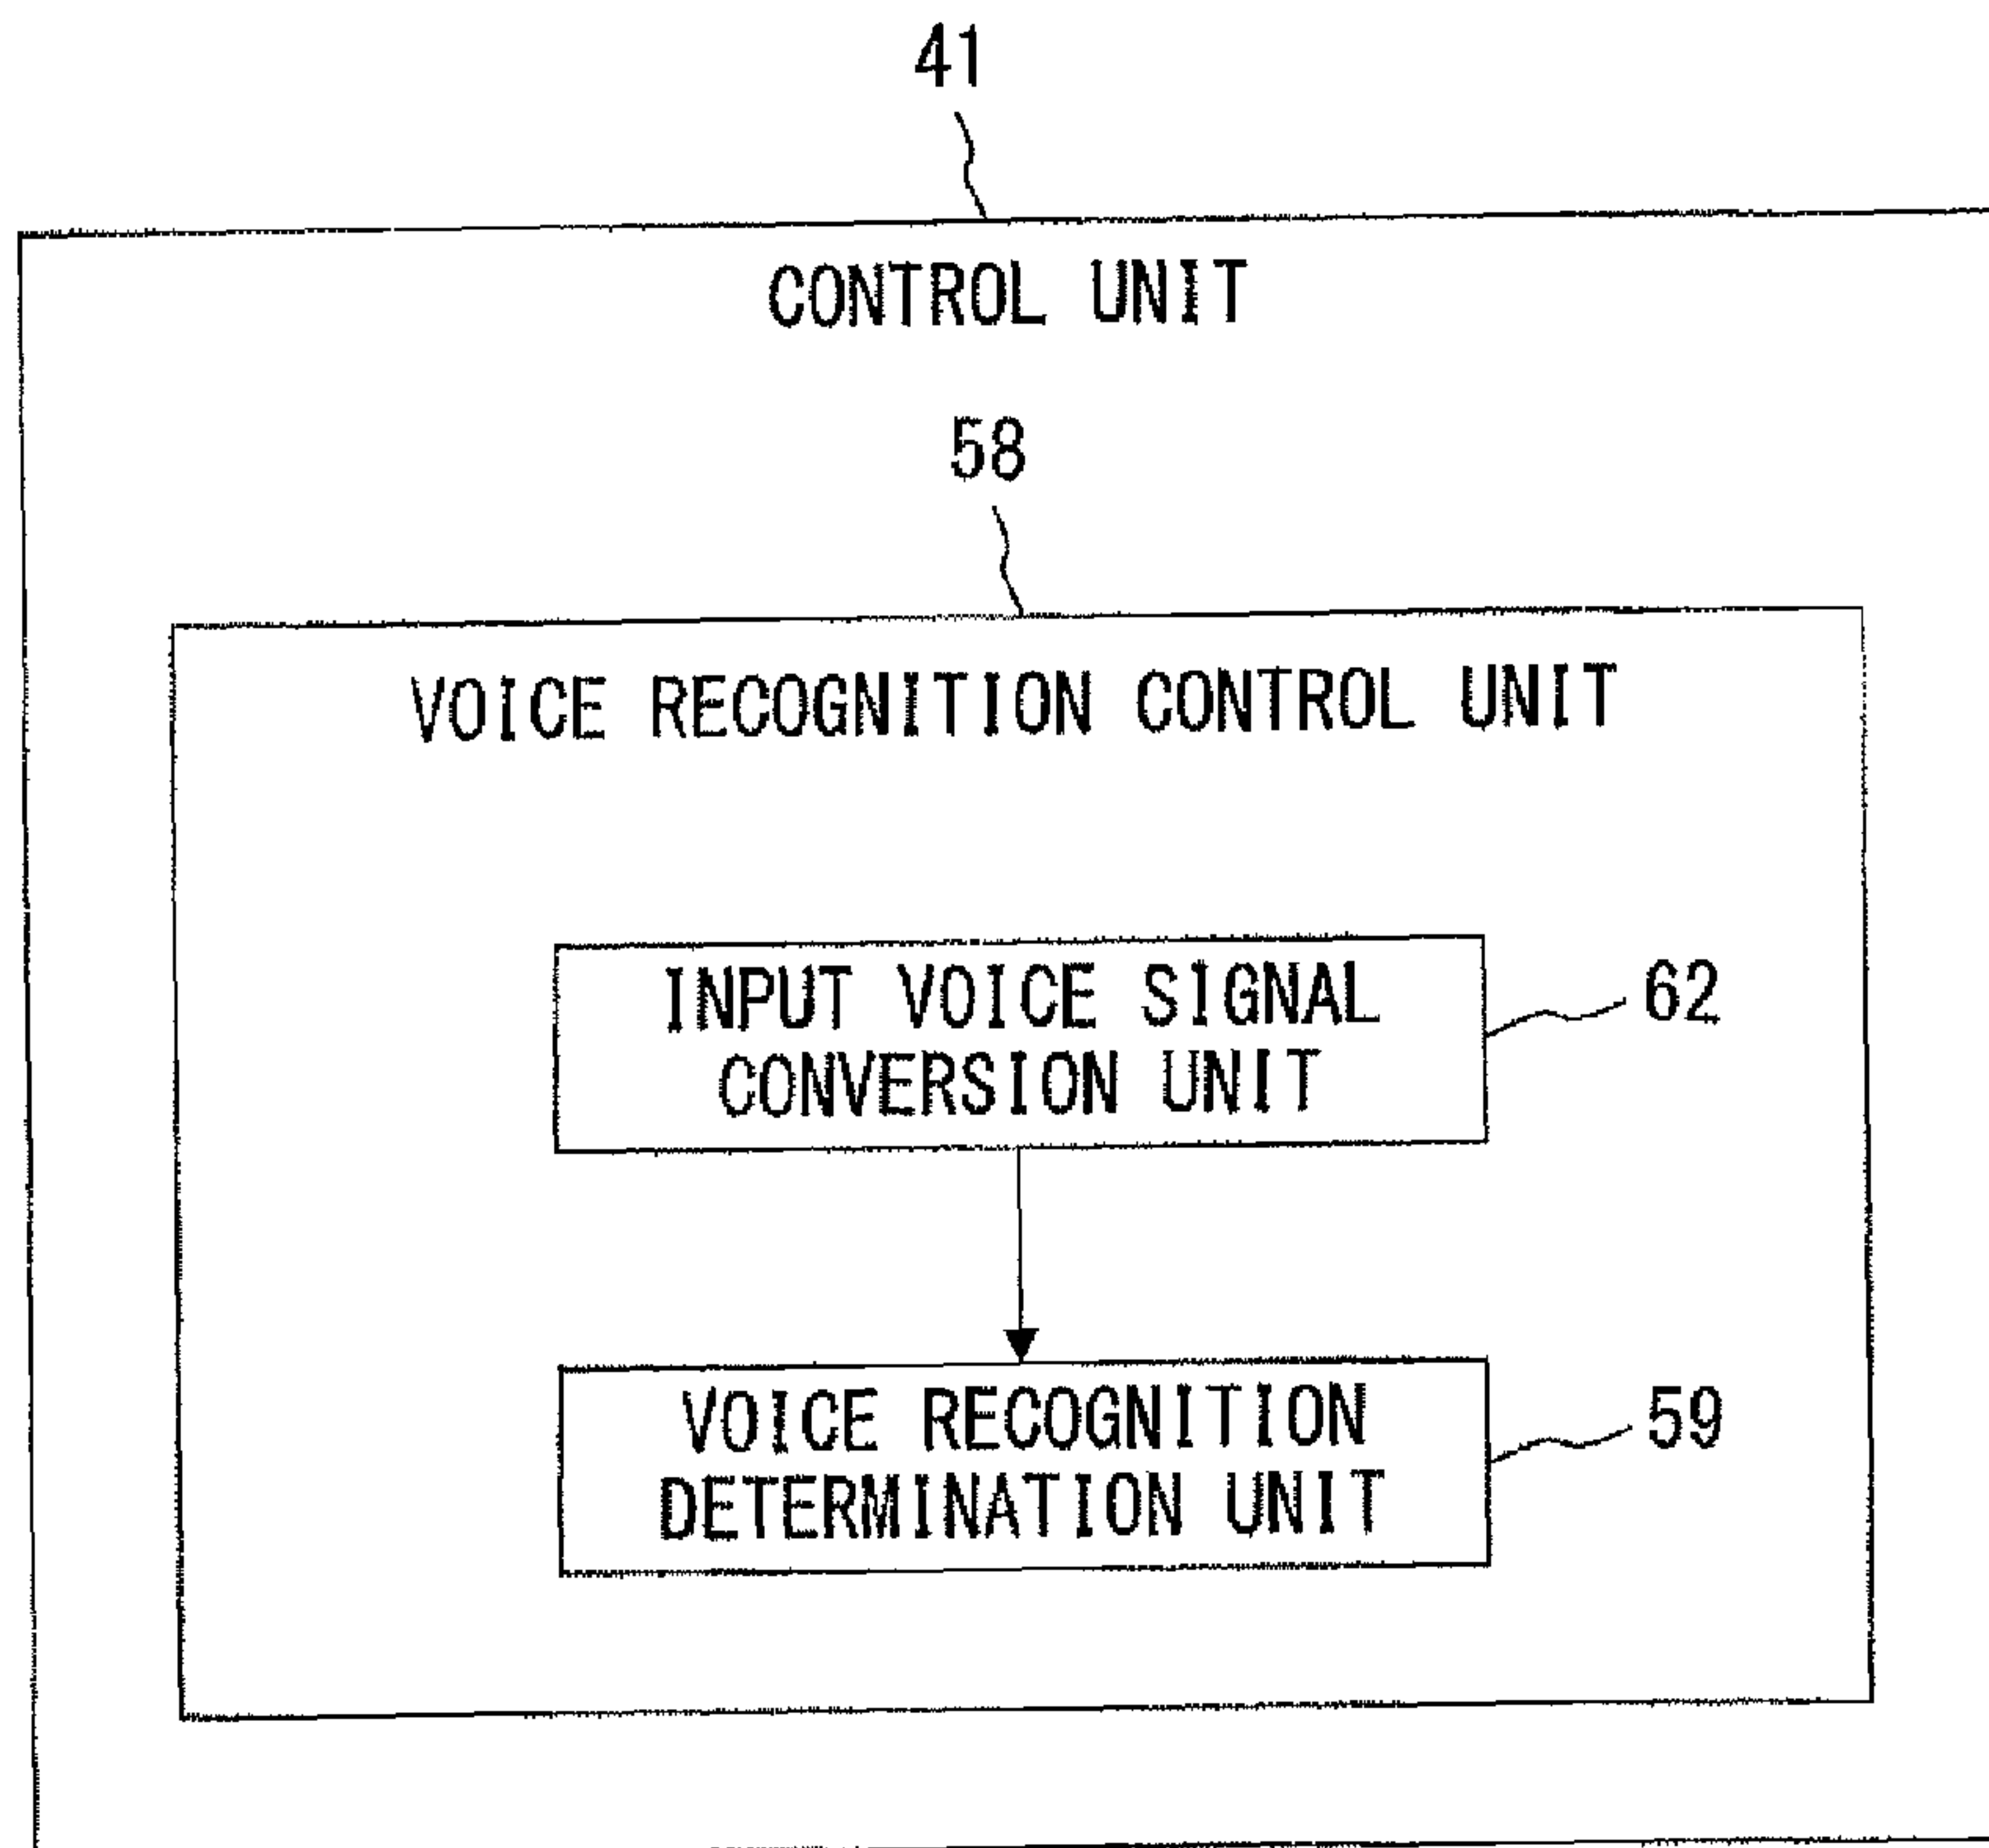 41
CONTROL UNIT
58
VOICE RECOGNITION CONTROL UNIT
INPUT VOICE SIGNAL
CONVERSION UNIT
62
VOICE RECOGNITION
DETERMINATION UNIT
59